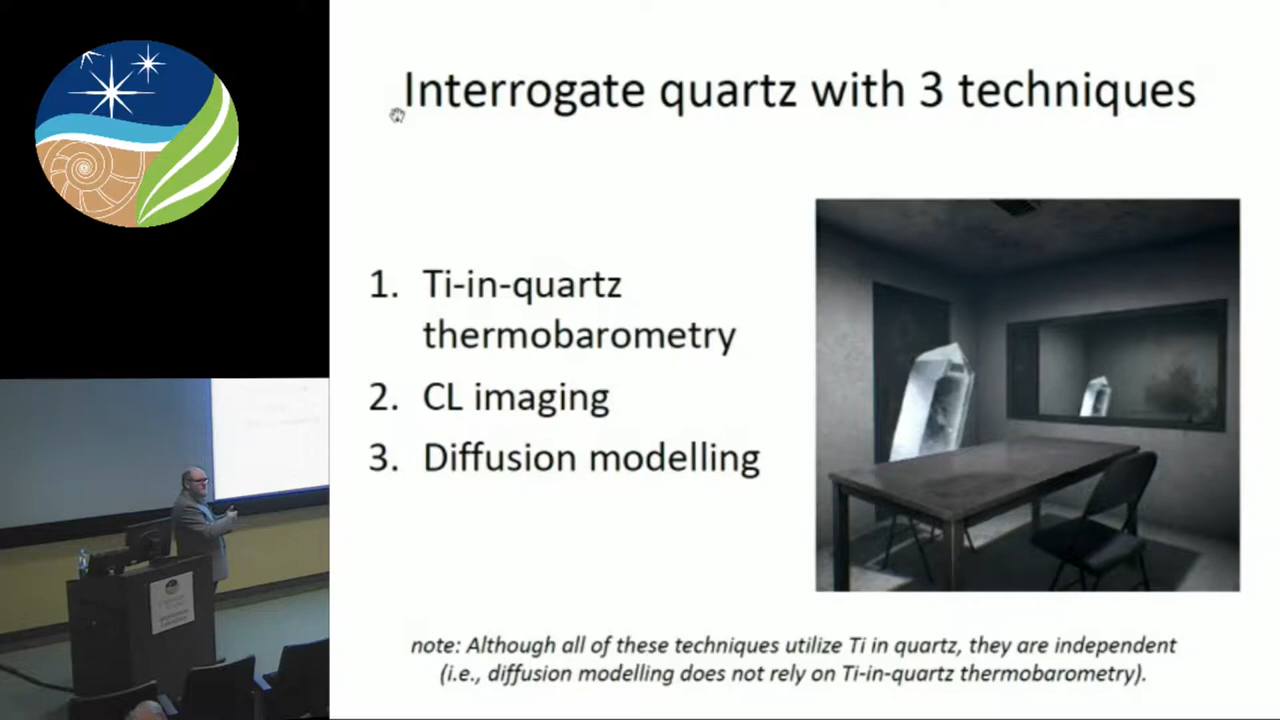 Interrogate quartz with 3 techniques
1. Ti-in-quartz
thermobarometry
2. CL imaging
3. Diffusion modelling
note: Although all of these techniques utilize Ti in quartz, they are independent
(i.e., diffusion modelling does not rely on Ti-in-quartz thermobarometry).